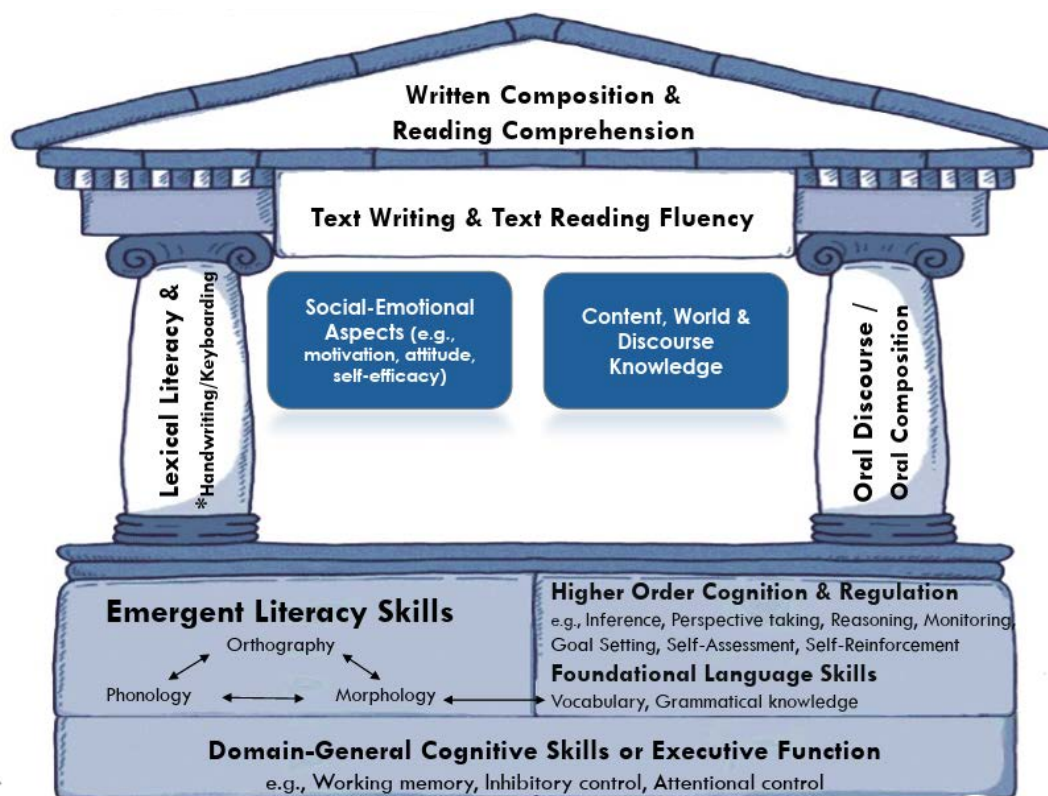 Written Composition &
Reading Comprehension
Text Writing & Text Reading Fluency
Lexical Literacy &
*Handwriting/Keyboarding
Social-Emotional
Aspects (e.g.,
motivation, attitude,
self-efficacy)
Content, World &
Discourse
Knowledge
Oral Discourse /
Oral Composition
Emergent Literacy Skills
Orthography
Phonology
Morphology
Higher Order Cognition & Regulation
e.g., Inference, Perspective taking, Reasoning, Monitoring,
Goal Setting, Self-Assessment, Self-Reinforcement
Foundational Language Skills
Vocabulary, Grammatical knowledge
Domain-General Cognitive Skills or Executive Function
e.g., Working memory, Inhibitory control, Attentional control